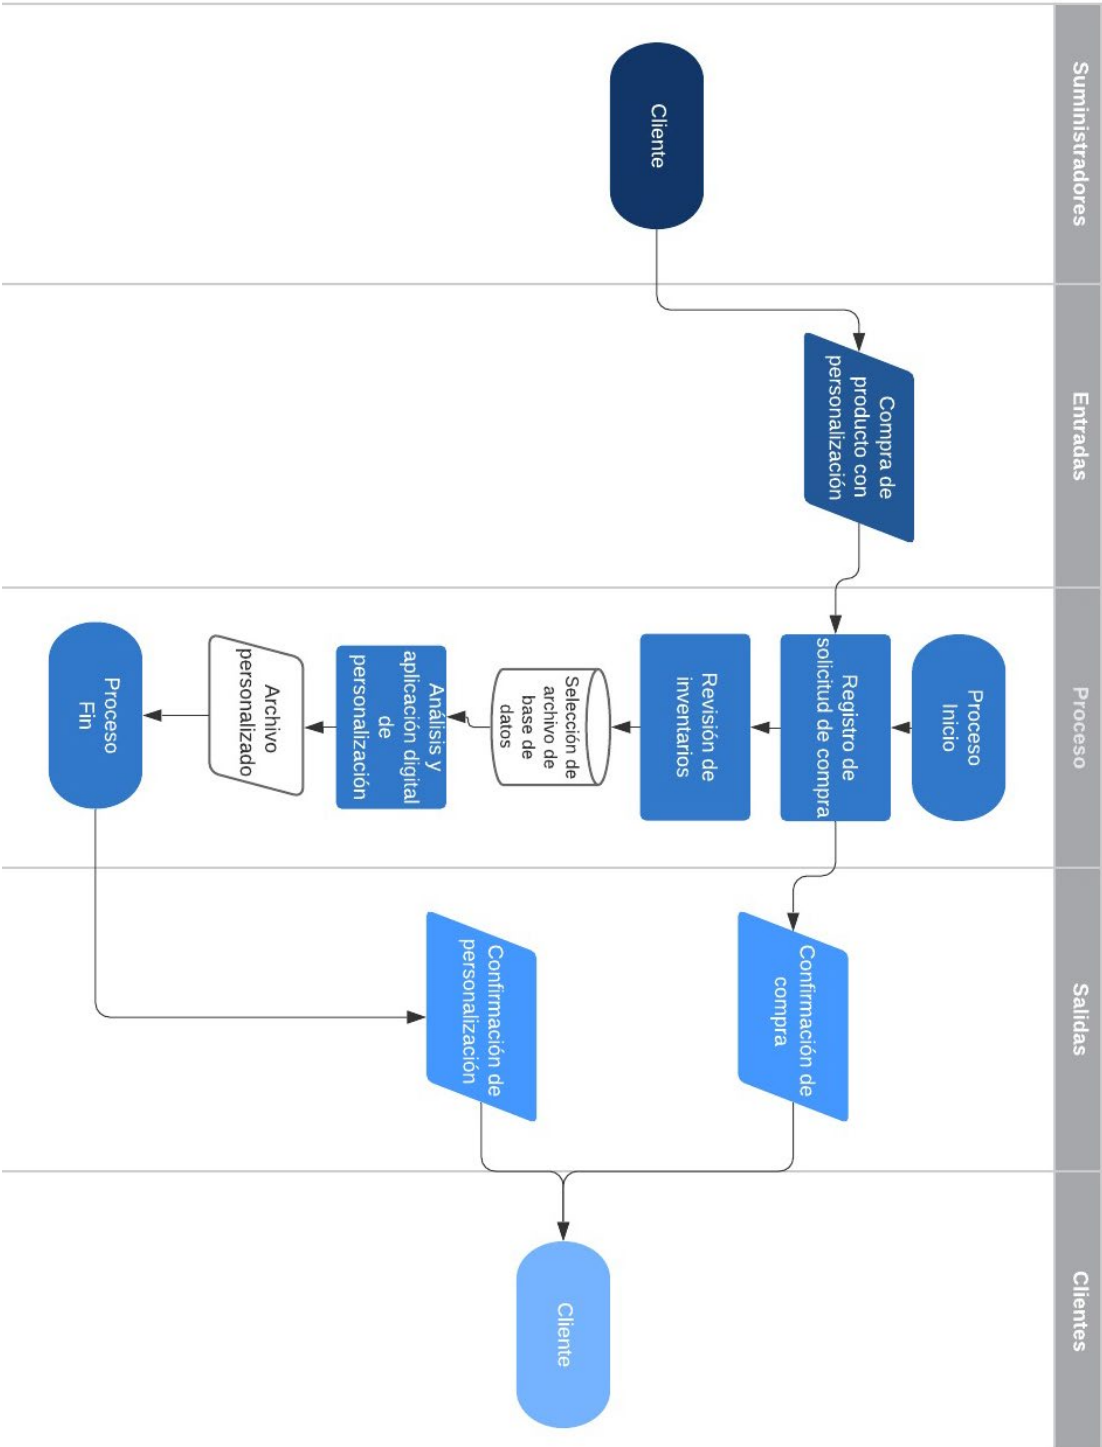 Suministradores
Entradas
Proceso
Salidas
Clientes
Cliente
Compra de
producto con
personalización
Proceso
Inicio
Registro de
solicitud de compra
Revisión de
inventarios
Selección de
archivo de
base de
datos
Análisis y
aplicación digital
de
personalización
Archivo
personalizado
Proceso
Fin
Confirmación de
compra
Confirmación de
personalización
Cliente